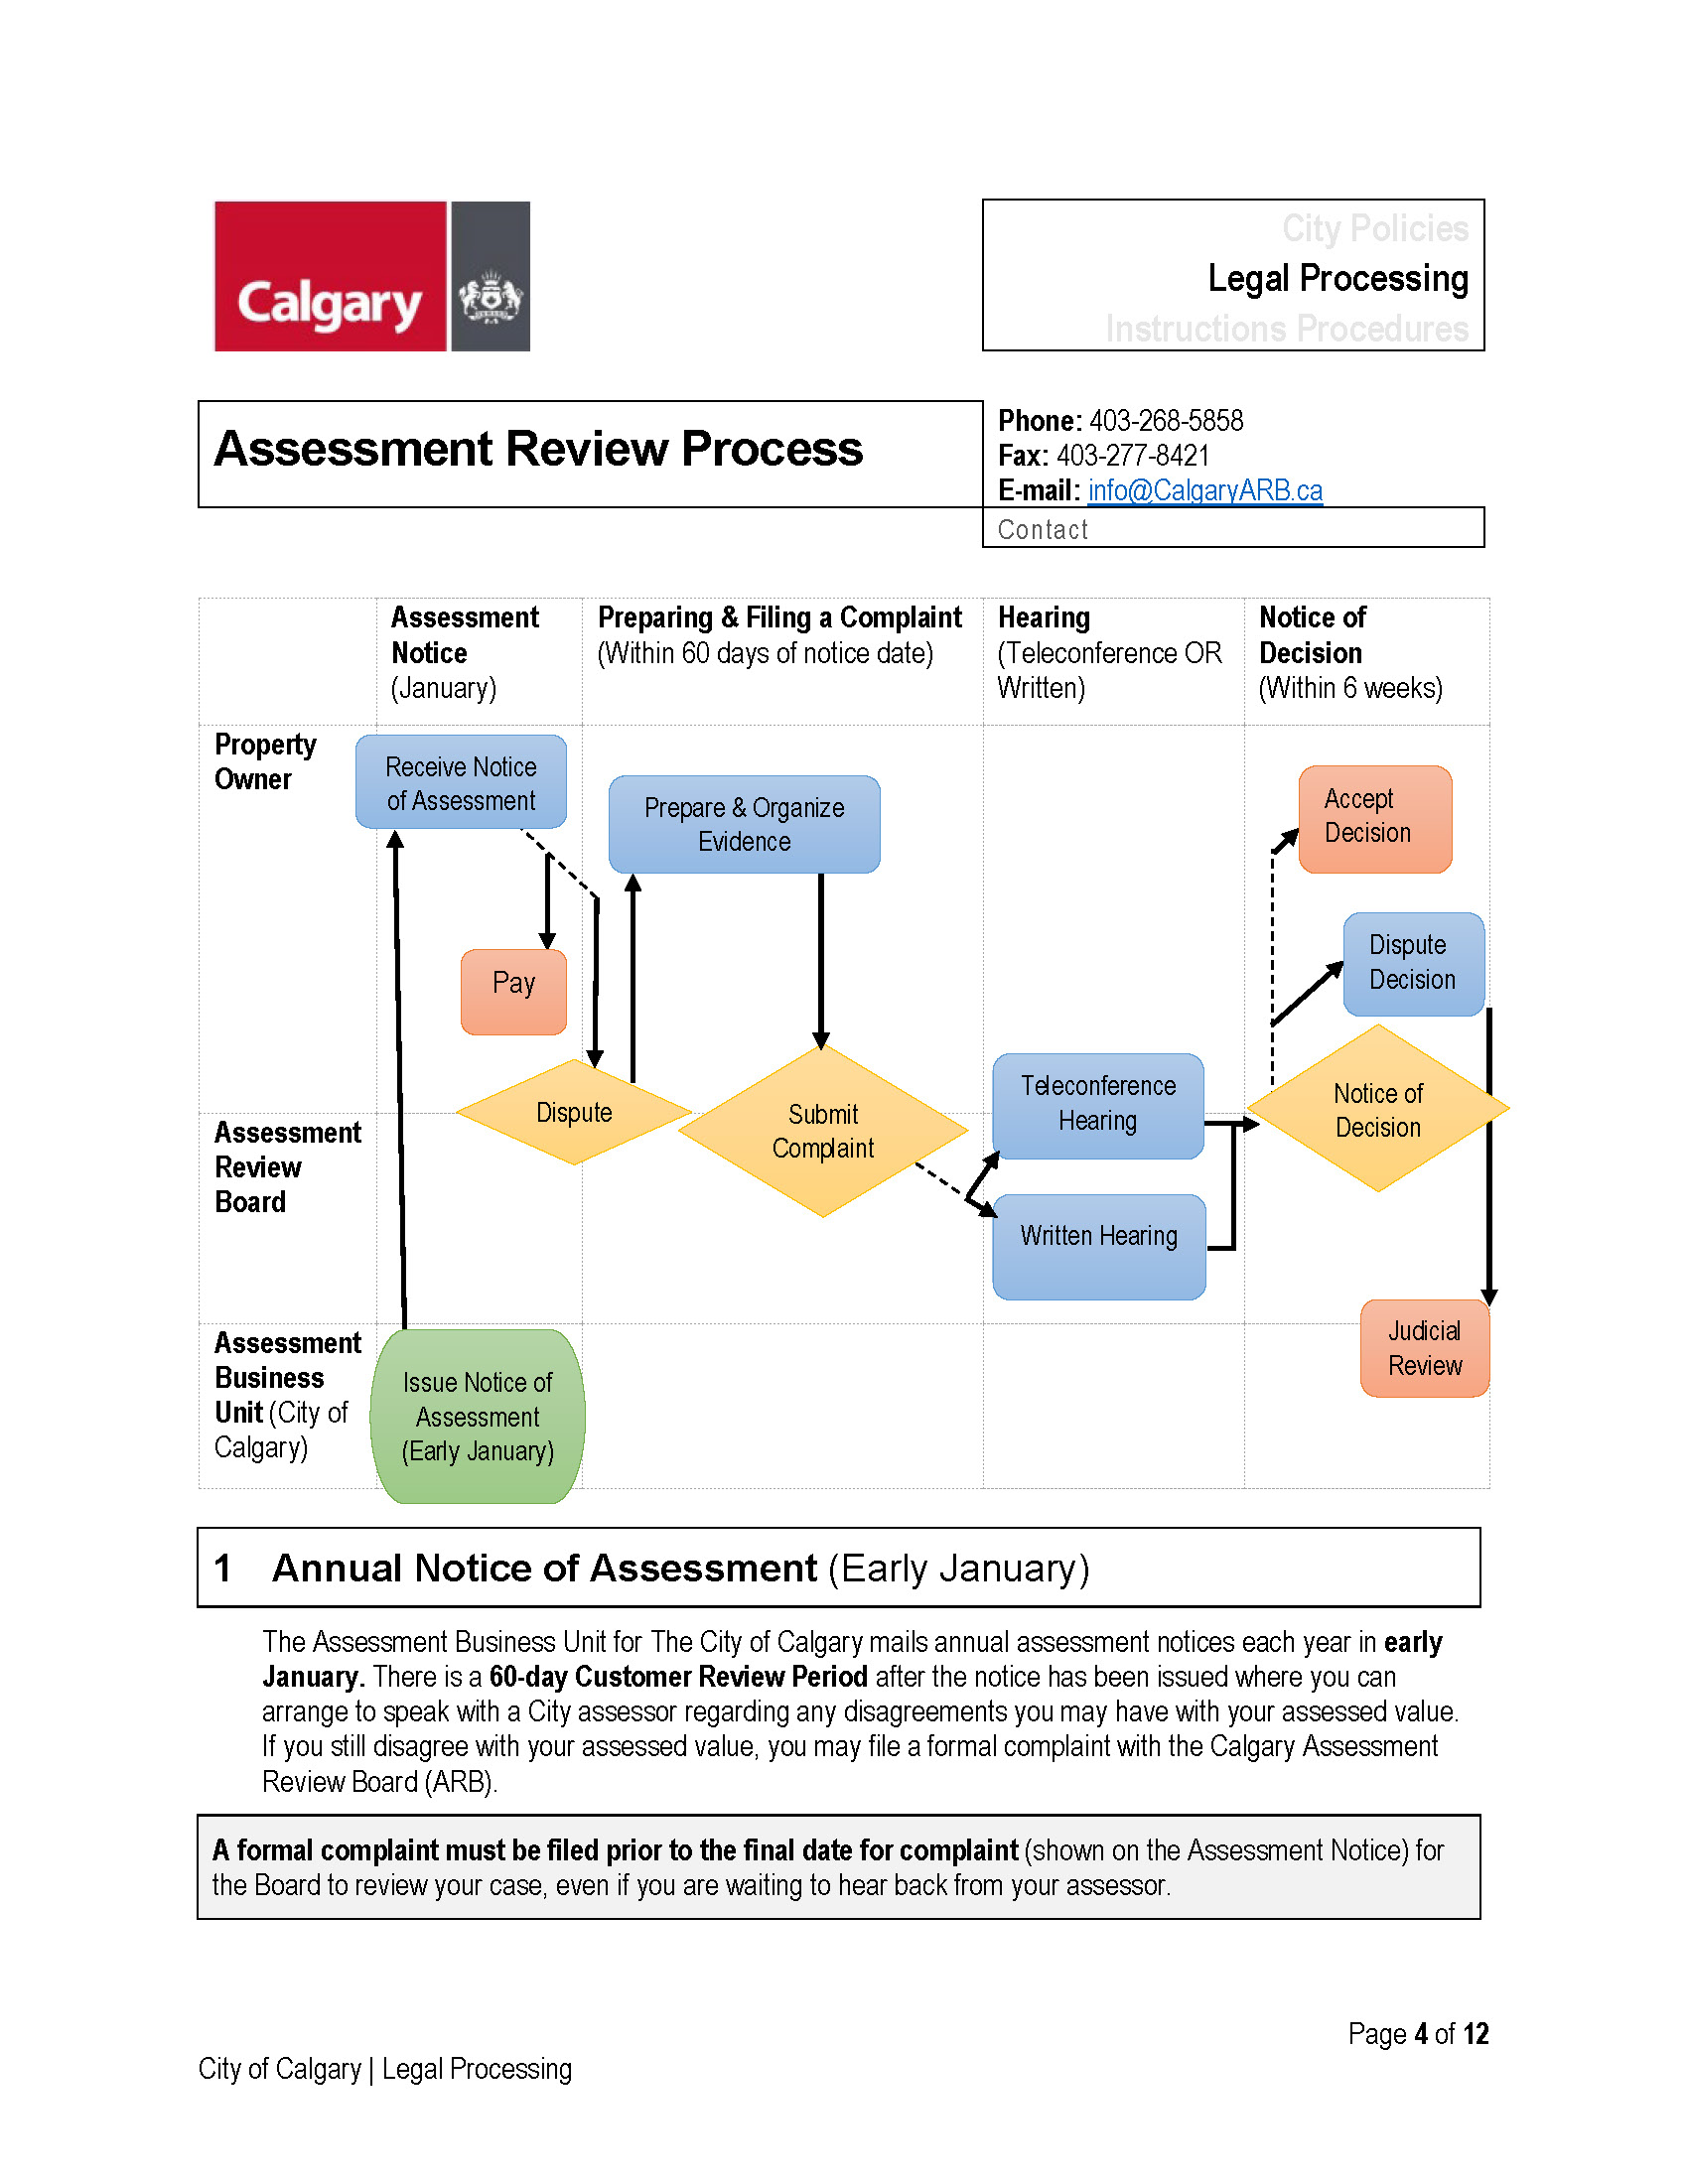 Calgary
City Policies
Legal Processing
Instructions Procedures
Assessment Review Process
Phone: 403-268-5858
Fax: 403-277-8421
E-mail: info@CalgaryARB.ca
Contact
Assessment
Notice
(January)
Preparing & Filing a Complaint
(Within 60 days of notice date)
Hearing
(Teleconference OR
Written)
Notice of
Decision
(Within 6 weeks)
Property
Owner
Receive Notice
of Assessment
Prepare & Organize
Evidence
Accept
Decision
Dispute
Decision
Pay
Dispute
Submit
Complaint
Teleconference
Hearing
Notice of
Decision
Assessment
Review
Board
Written Hearing
Assessment
Business
Unit (City of
Calgary)
Issue Notice of
Assessment
(Early January)
Judicial
Review
1 Annual Notice of Assessment (Early January)
The Assessment Business Unit for The City of Calgary mails annual assessment notices each year in early
January. There is a 60-day Customer Review Period after the notice has been issued where you can
arrange to speak with a City assessor regarding any disagreements you may have with your assessed value.
If you still disagree with your assessed value, you may file a formal complaint with the Calgary Assessment
Review Board (ARB).
A formal complaint must be filed prior to the final date for complaint (shown on the Assessment Notice) for
the Board to review your case, even if you are waiting to hear back from your assessor.
Page 4 of 12
City of Calgary | Legal Processing